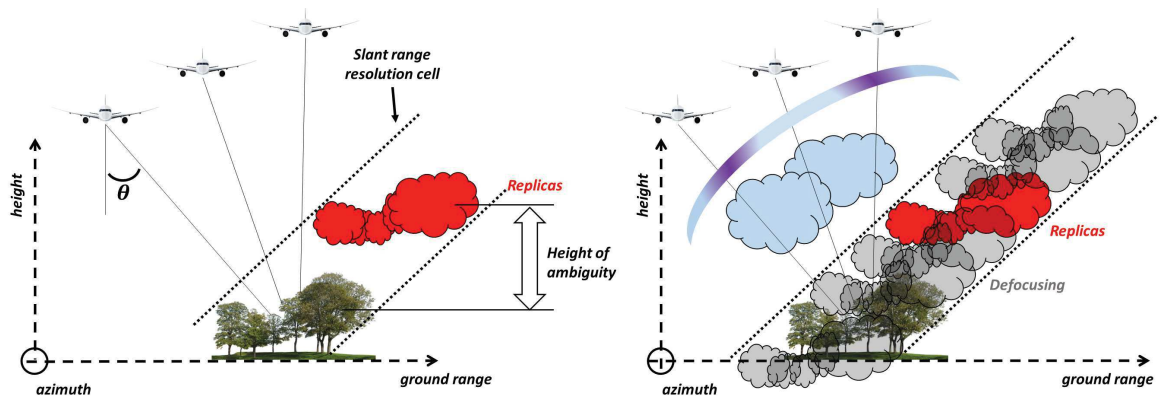 Slant range
resolution cell
θ
height
Replicas
Height of
ambiguity
azimuth
ground range
height
Replicas
Defocusing
azimuth
ground range